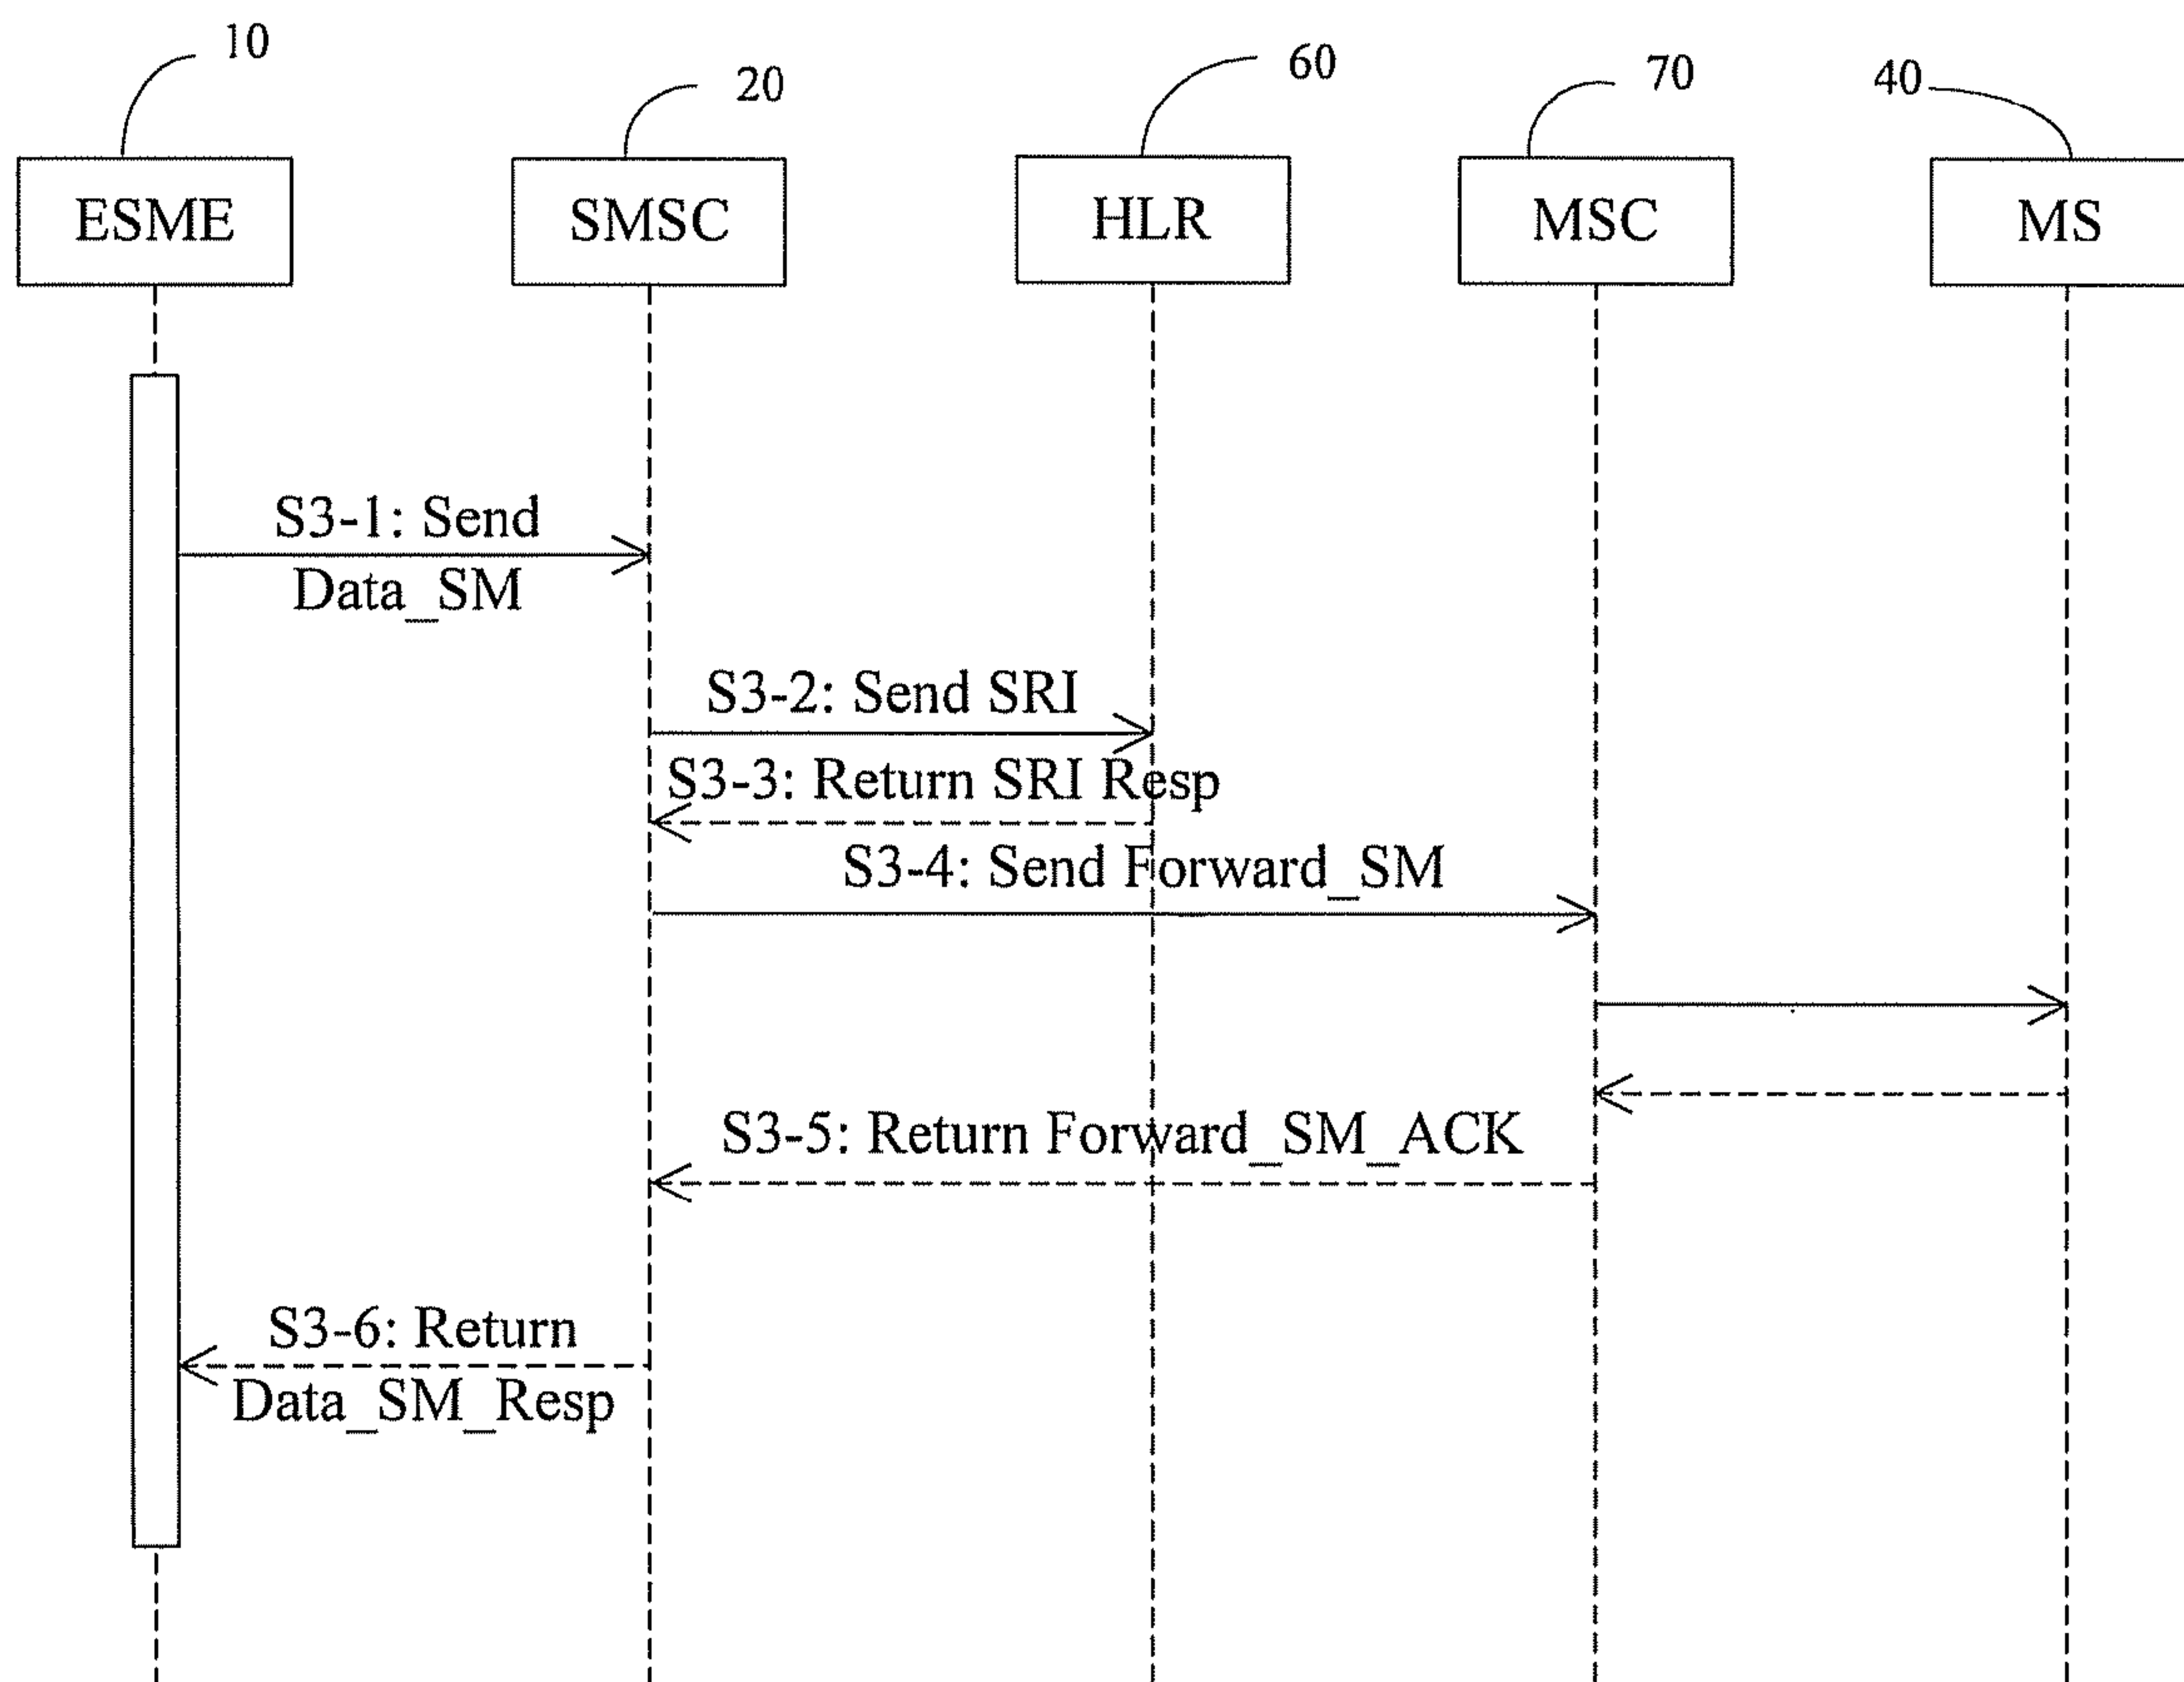 10
20
60
70
40
ESME
SMSC
HLR
MSC
MS
S3-1: Send
Data_SM
S3-2: Send SRI
S3-3: Return SRI Resp
S3-4: Send Forward_SM
S3-5: Return Forward_SM_ACK
S3-6: Return
Data_SM_Resp